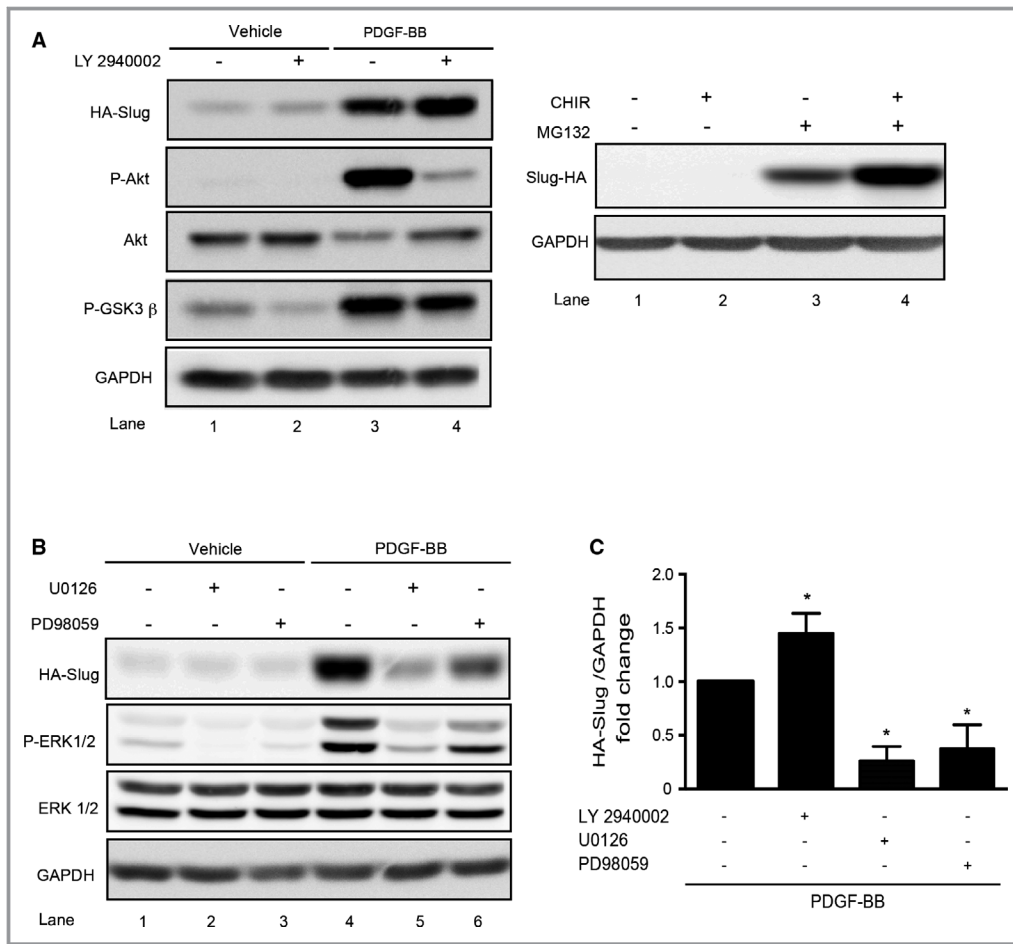 A
Vehicle PDGF-BB
LY 2940002 - + - +
HA-Slug
P-Akt
Akt
P-GSK3 β
GAPDH
Lane 1 2 3 4
CHIR - + - +
MG132 - - + +
Slug-HA
GAPDH
Lane 1 2 3 4
B
Vehicle PDGF-BB
U0126 - + - - + -
PD98059 - - + - - +
HA-Slug
P-ERK1/2
ERK 1/2
GAPDH
Lane 1 2 3 4 5 6
C
HA-Slug /GAPDH
fold change
2.0
1.5
1.0
0.5
0
* * *
LY 2940002 - + - -
U0126 - - + -
PD98059 - - - +
PDGF-BB